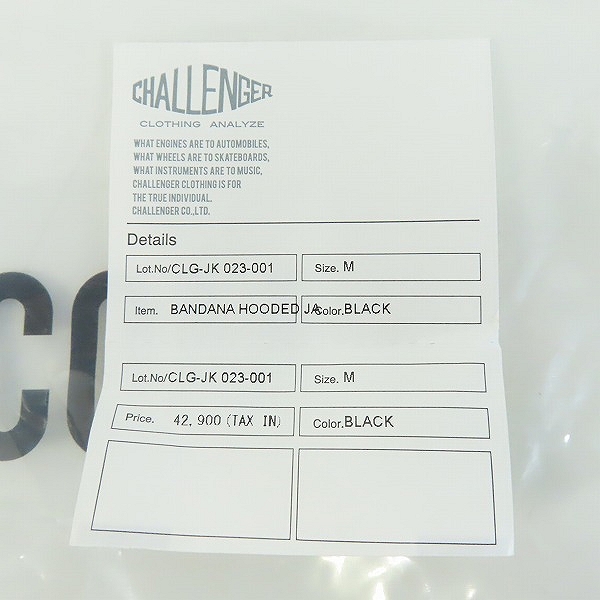 CHALLENGER
CLOTHING ANALYZE
WHAT ENGINES ARE TO AUTOMOBILES,
WHAT WHEELS ARE TO SKATEBOARDS,
WHAT INSTRUMENTS ARE TO MUSIC,
CHALLENGER CLOTHING IS FOR
THE TRUE INDIVIDUAL.
CHALLENGER CO.,LTD.
Details
Lot.No/CLG-JK 023-001 Size. M
Item. BANDANA HOODED JA Color.BLACK
Lot.No/CLG-JK 023-001 Size. M
Price. 42,900 (TAX IN) Color.BLACK
CO